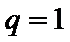 q = 1